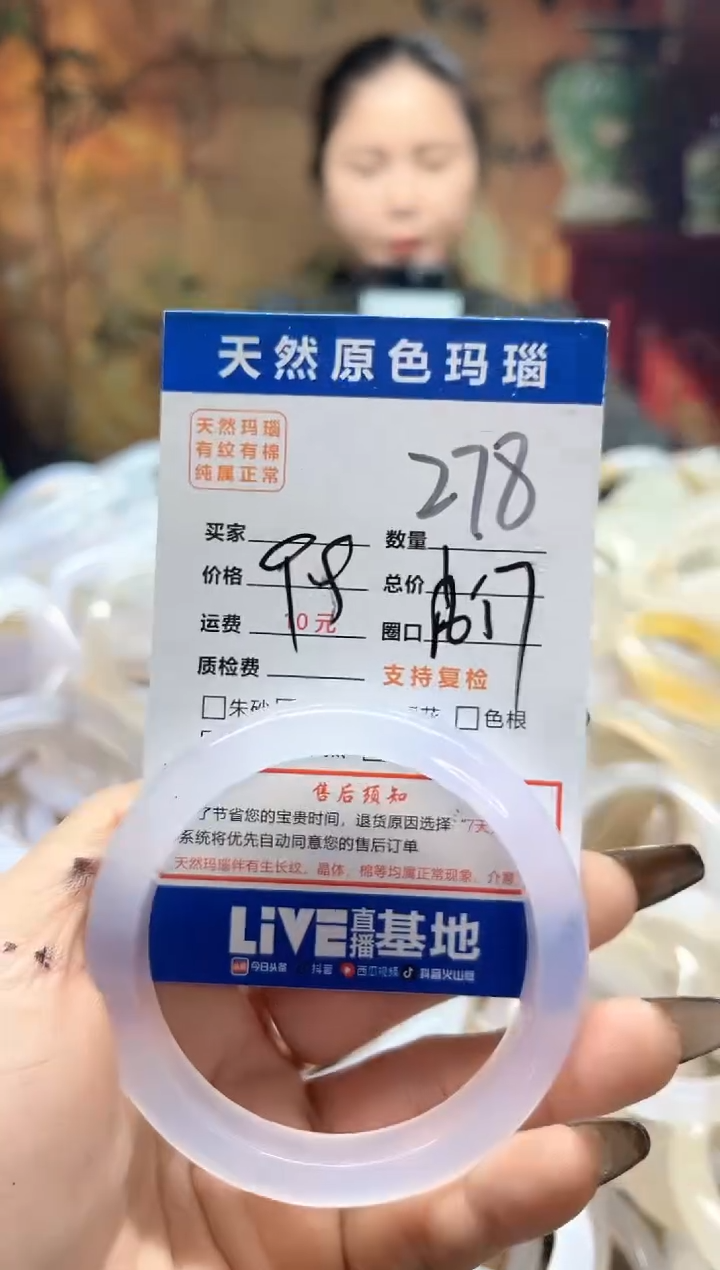 天然原色玛瑙
天然玛瑙
有纹有棉
纯属正常
278
买家 数量
价格 总价
运费 10元 圈口
质检费 支持复检
朱砂 花 色根
售后须知
了节省您的宝贵时间，退货原因选择“7天
系统将优先自动同意您的售后订单
天然玛瑙伴有生长纹、晶体、棉等均属正常现象、介意
LiVE直播基地
今日头条 抖音 西瓜视频 抖音火山版